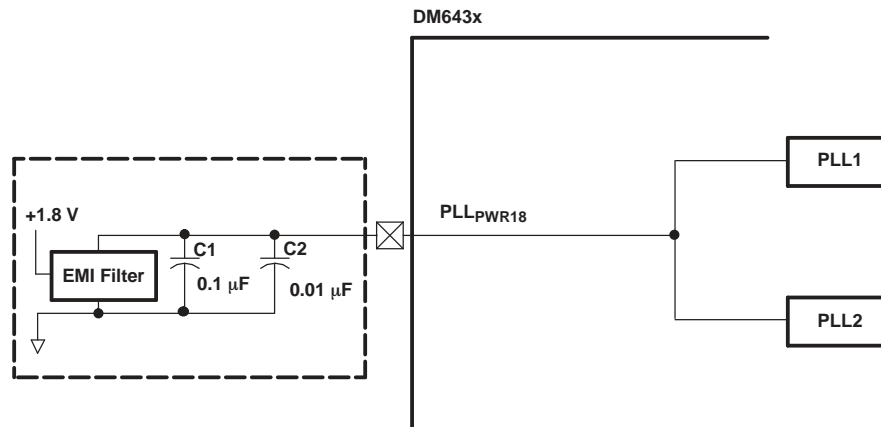 DM643x
PLL1
+1.8 V
PLLPWR18
C1
C2
EMI Filter
0.1 μF
0.01 μF
PLL2